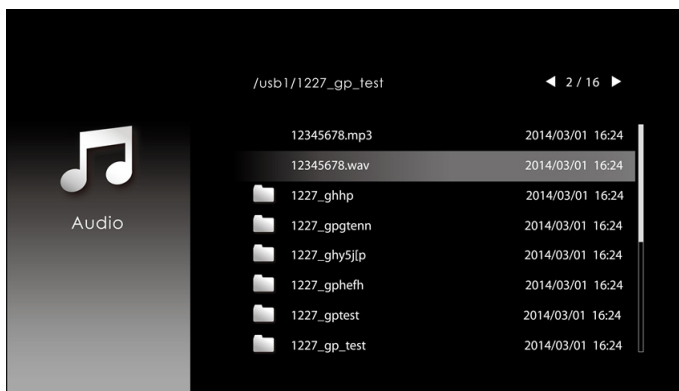 /usb1/1227_gp_test ◀ 2 / 16 ▶
12345678.mp3 2014/03/01 16:24
12345678.wav 2014/03/01 16:24
1227_ghhp 2014/03/01 16:24
Audio
1227_gpgtenn 2014/03/01 16:24
1227_ghy5j[p 2014/03/01 16:24
1227_gphefh 2014/03/01 16:24
1227_gptest 2014/03/01 16:24
1227_gp_test 2014/03/01 16:24